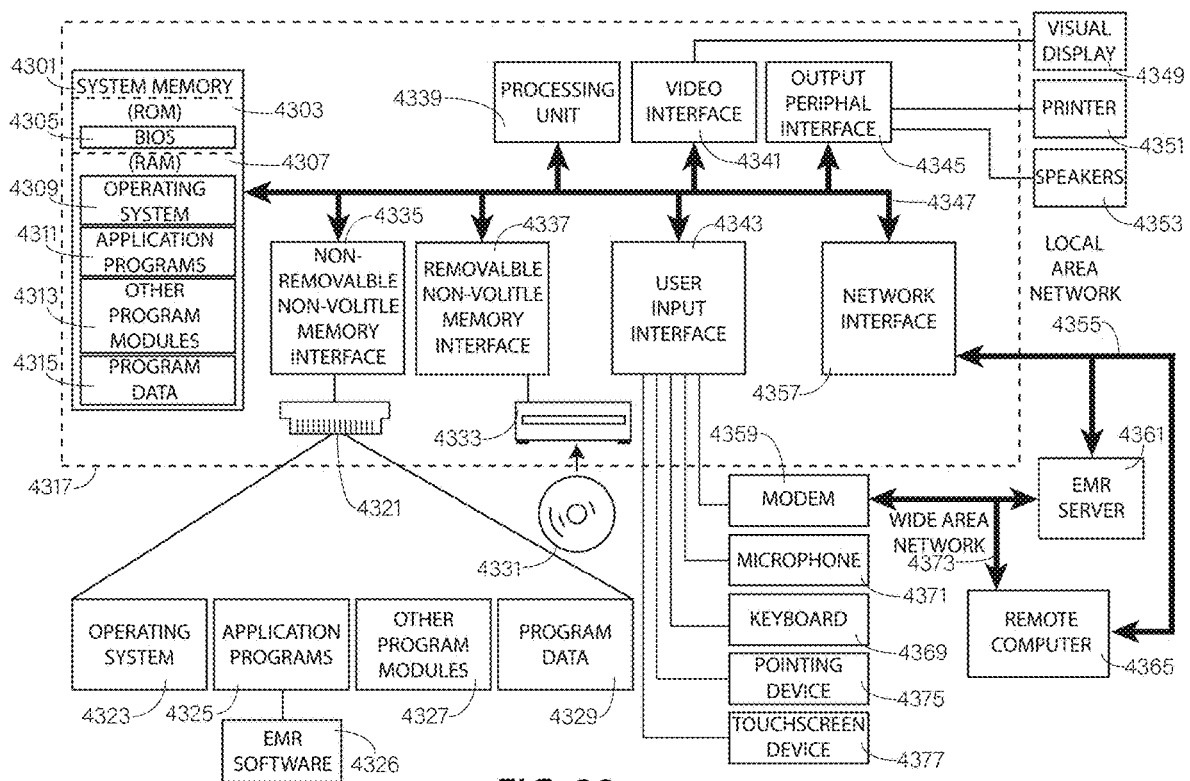 4301
SYSTEM MEMORY
(ROM)
4303
4305
BIOS
(RAM)
4307
4309
OPERATING
SYSTEM
4311
APPLICATION
PROGRAMS
4313
OTHER
PROGRAM
MODULES
4315
PROGRAM
DATA
4317
4339
PROCESSING
UNIT
VIDEO
INTERFACE
4341
OUTPUT
PERIPHAL
INTERFACE
4345
VISUAL
DISPLAY
4349
PRINTER
4351
SPEAKERS
4353
4347
4335
NON-
REMOVALBLE
NON-VOLITLE
MEMORY
INTERFACE
4337
REMOVALBLE
NON-VOLITLE
MEMORY
INTERFACE
4343
USER
INPUT
INTERFACE
NETWORK
INTERFACE
4357
LOCAL
AREA
NETWORK
4355
4321
4333
4331
4359
MODEM
WIDE AREA
NETWORK
4373
4361
EMR
SERVER
MICROPHONE
4371
KEYBOARD
4369
POINTING
DEVICE
4375
TOUCHSCREEN
DEVICE
4377
REMOTE
COMPUTER
4365
OPERATING
SYSTEM
4323
APPLICATION
PROGRAMS
4325
OTHER
PROGRAM
MODULES
4327
PROGRAM
DATA
4329
EMR
SOFTWARE
4326